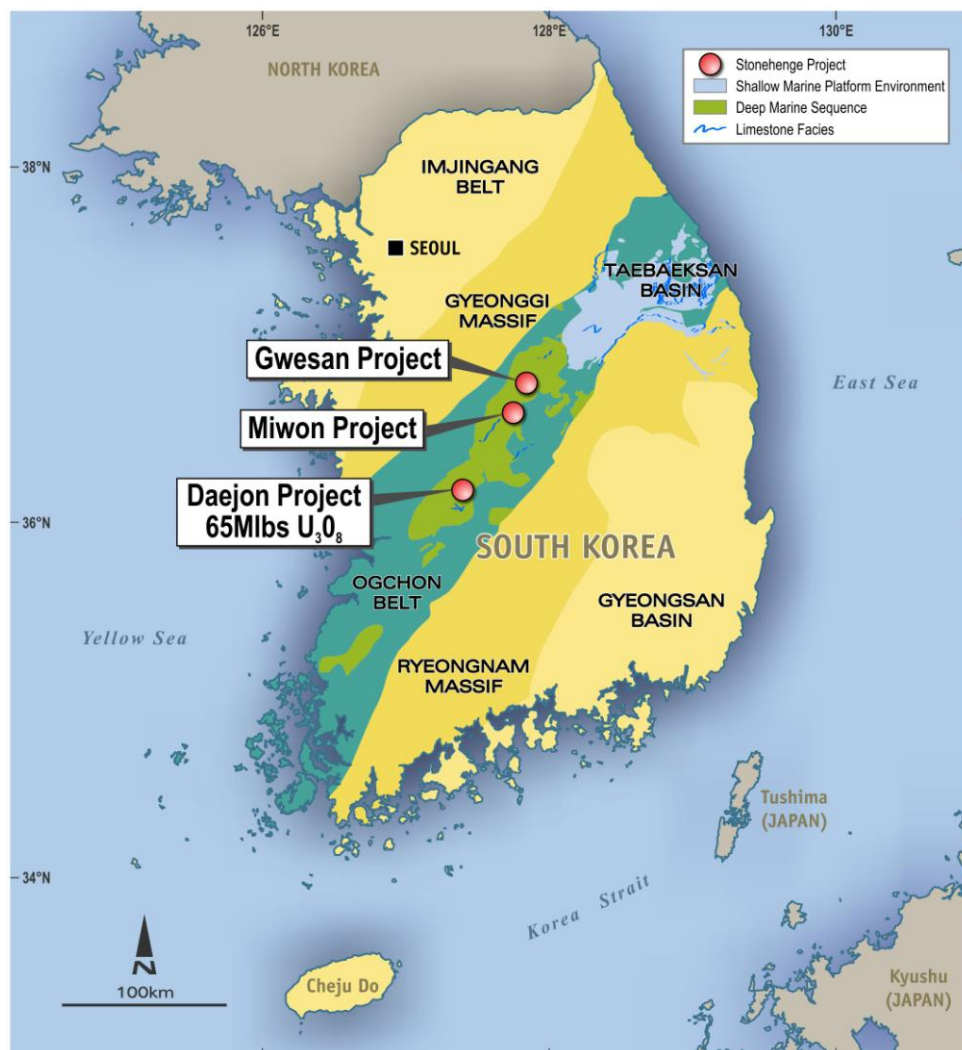 126°E
128°E
130°E
NORTH KOREA
Stonehenge Project
Shallow Marine Platform Environment
Deep Marine Sequence
Limestone Facies
38°N
IMJINGANG
BELT
SEOUL
TAEBAEKSAN
BASIN
GYEONGGI
MASSIF
Gwesan Project
East Sea
Miwon Project
Daejon Project
65Mlbs U₃0₈
36°N
SOUTH KOREA
OGCHON
BELT
GYEONGSAN
BASIN
Yellow Sea
RYEONGNAM
MASSIF
Tushima
(JAPAN)
34°N
Korea Strait
N
100km
Cheju Do
Kyushu
(JAPAN)